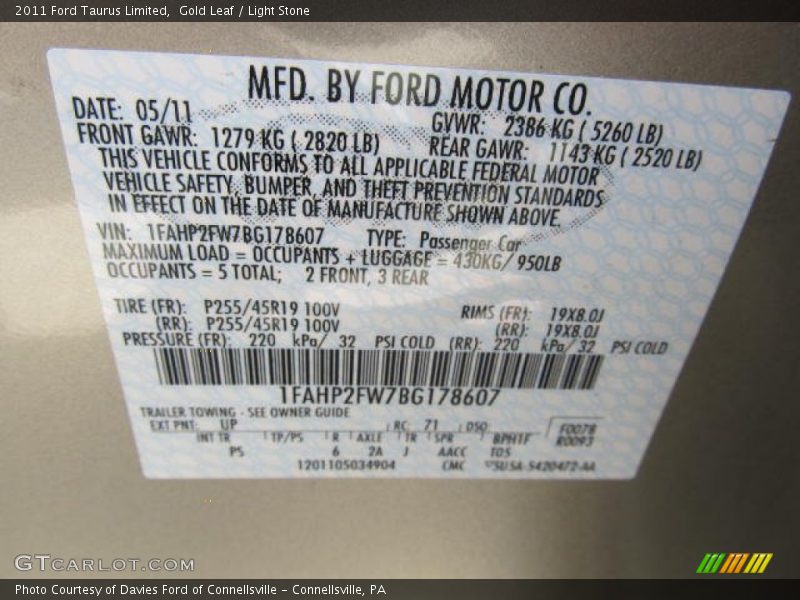 2011 Ford Taurus Limited,  Gold Leaf / Light Stone
MFD. BY FORD MOTOR CO.
DATE: 05/11    GVWR: 2386 KG ( 5260 LB)
FRONT GAWR: 1279 KG ( 2820 LB)    REAR GAWR: 1143 KG ( 2520 LB)
THIS VEHICLE CONFORMS TO ALL APPLICABLE FEDERAL MOTOR
VEHICLE SAFETY, BUMPER, AND THEFT PREVENTION STANDARDS
IN EFFECT ON THE DATE OF MANUFACTURE SHOWN ABOVE.
VIN: 1FAHP2FW7BG178607    TYPE: Passenger Car
MAXIMUM LOAD = OCCUPANTS + LUGGAGE = 430KG/ 950LB
OCCUPANTS = 5 TOTAL;    2 FRONT, 3 REAR
TIRE (FR): P255/45R19 100V    RIMS (FR): 19X8.0J
(RR): P255/45R19 100V    (RR): 19X8.0J
PRESSURE (FR): 220 kPa/ 32 PSI COLD (RR): 220 kPa/ 32 PSI COLD
1FAHP2FW7BG178607
TRAILER TOWING - SEE OWNER GUIDE
EXT PNT: UP    RC: 71    DSO:    F0078
INT TR    TP/PS    R    AXLE    TR    SPR    BPHTF    R0093
PS    6    2A    J    AACC    TOS
1201105034904    CMC
GTCARLOT.COM
Photo Courtesy of Davies Ford of Connellsville – Connellsville, PA